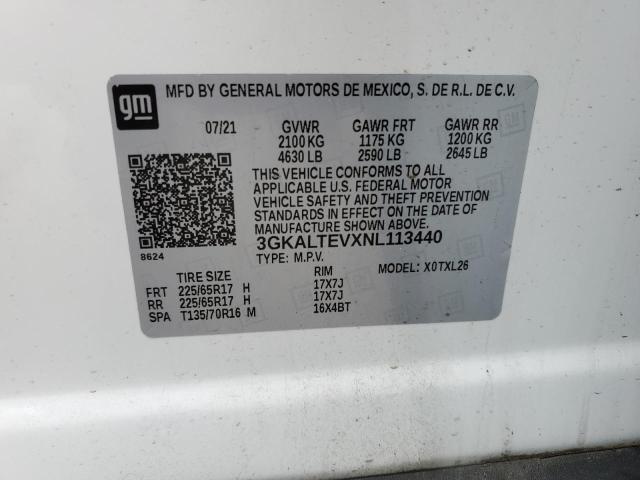 gm
MFD BY GENERAL MOTORS DE MEXICO, S. DE R.L. DE C.V.
07/21 GVWR GAWR FRT GAWR RR
2100 KG 1175 KG 1200 KG
4630 LB 2590 LB 2645 LB
THIS VEHICLE CONFORMS TO ALL
APPLICABLE U.S. FEDERAL MOTOR
VEHICLE SAFETY AND THEFT PREVENTION
STANDARDS IN EFFECT ON THE DATE OF
MANUFACTURE SHOWN ABOVE.
3GKALTEVXNL113440
8624
TYPE: M.P.V. MODEL: X0TXL26
TIRE SIZE RIM
FRT 225/65R17 H 17X7J
RR 225/65R17 H 17X7J
SPA T135/70R16 M 16X4BT